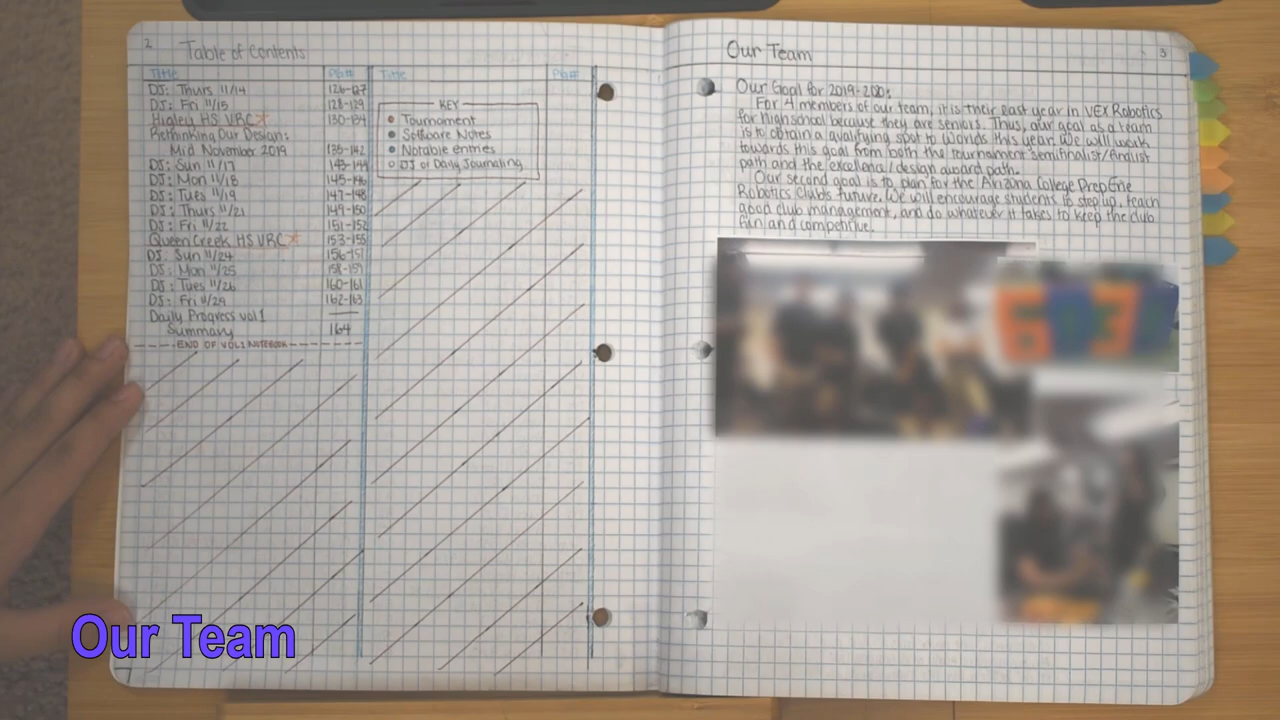 2
Table of Contents
Title PG# Title PG#
DJ: Thurs 11/14 126-127
DJ: Fri 11/15 128-129
Higley HS VRC 130-134
Rethinking Our Design:
Mid November 2019 135-142
DJ: Sun 11/17 143-144
DJ: Mon 11/18 145-146
DJ: Tues 11/19 147-148
DJ: Thurs 11/21 149-150
DJ: Fri 11/22 151-152
Queen Creek HS VRC 153-155
DJ: Sun 11/24 156-157
DJ: Mon 11/25 158-159
DJ: Tues 11/26 160-161
DJ: Fri 11/29 162-163
Daily Progress vol 1
Summary 164
END OF VOL 1 NOTEBOOK
KEY
Tournament
Software Notes
Notable entries
DJ of Daily Journaling
Our Team
3
Our Goal for 2019-2020:
For 4 members of our team, it is their last year in VEX Robotics
for highschool because they are seniors. Thus, our goal as a team
is to obtain a qualifying spot to Worlds this year. We will work
towards this goal from both the tournament semifinalist/finalist
path and the excellence/design award path.
Our second goal is to plan for the Arizona College Prep Erie
Robotics club's future. We will encourage students to step up, teach
good club management, and do whatever it takes to keep the club
fun and competitive.
Our Team